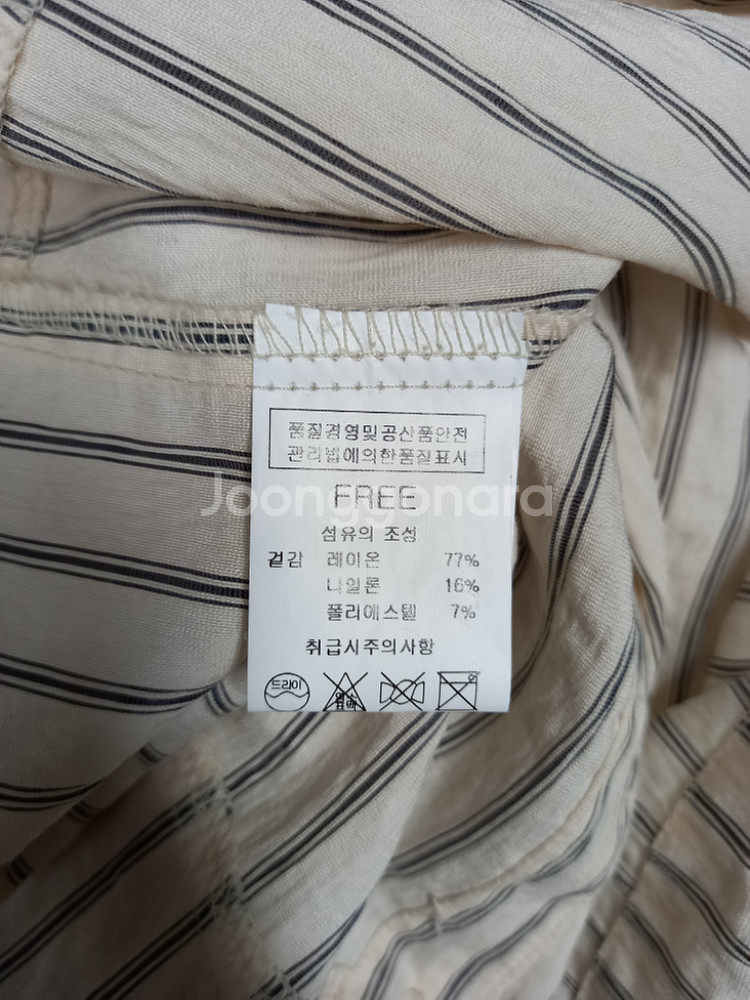 품질경영및공산품안전
관리법에의한품질표시
Joonggonara
FREE
섬유의 조성
겉감 레이온 77%
나일론 16%
폴리에스텔 7%
취급시주의사항
드라이